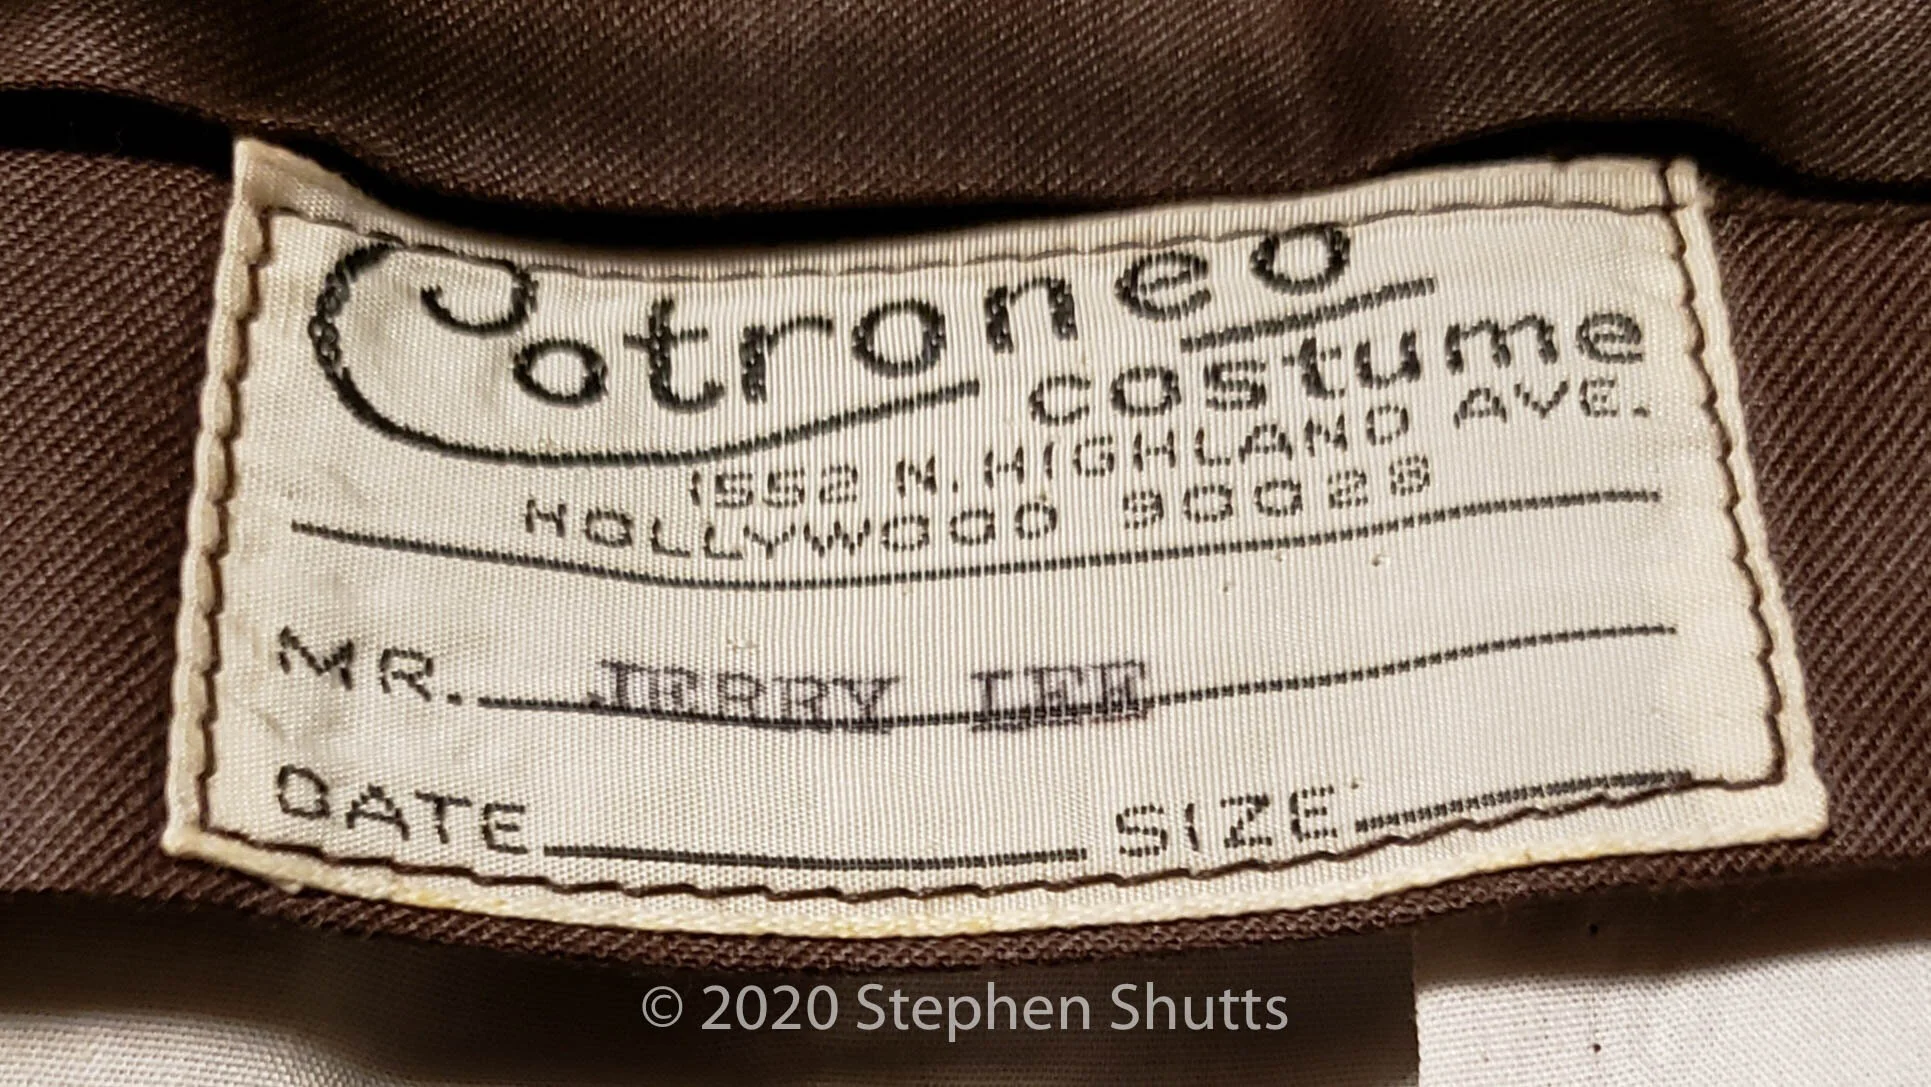 Cotroneo
costume
1552 N. HIGHLAND AVE.
HOLLYWOOD 90028
MR. JERRY LEE
DATE SIZE
© 2020 Stephen Shutts